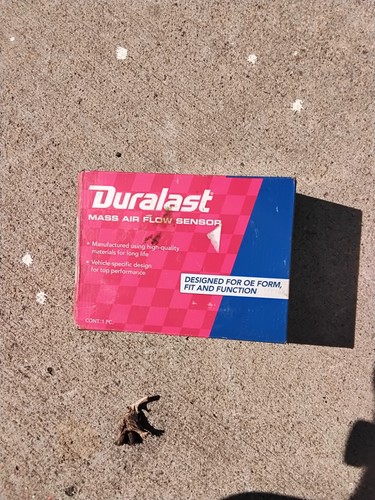 Duralast
MASS AIR FLOW SENSOR
• Manufactured using high-quality
materials for long life
• Vehicle-specific design
for top performance
DESIGNED FOR OE FORM,
FIT AND FUNCTION
CONT: 1 PC.